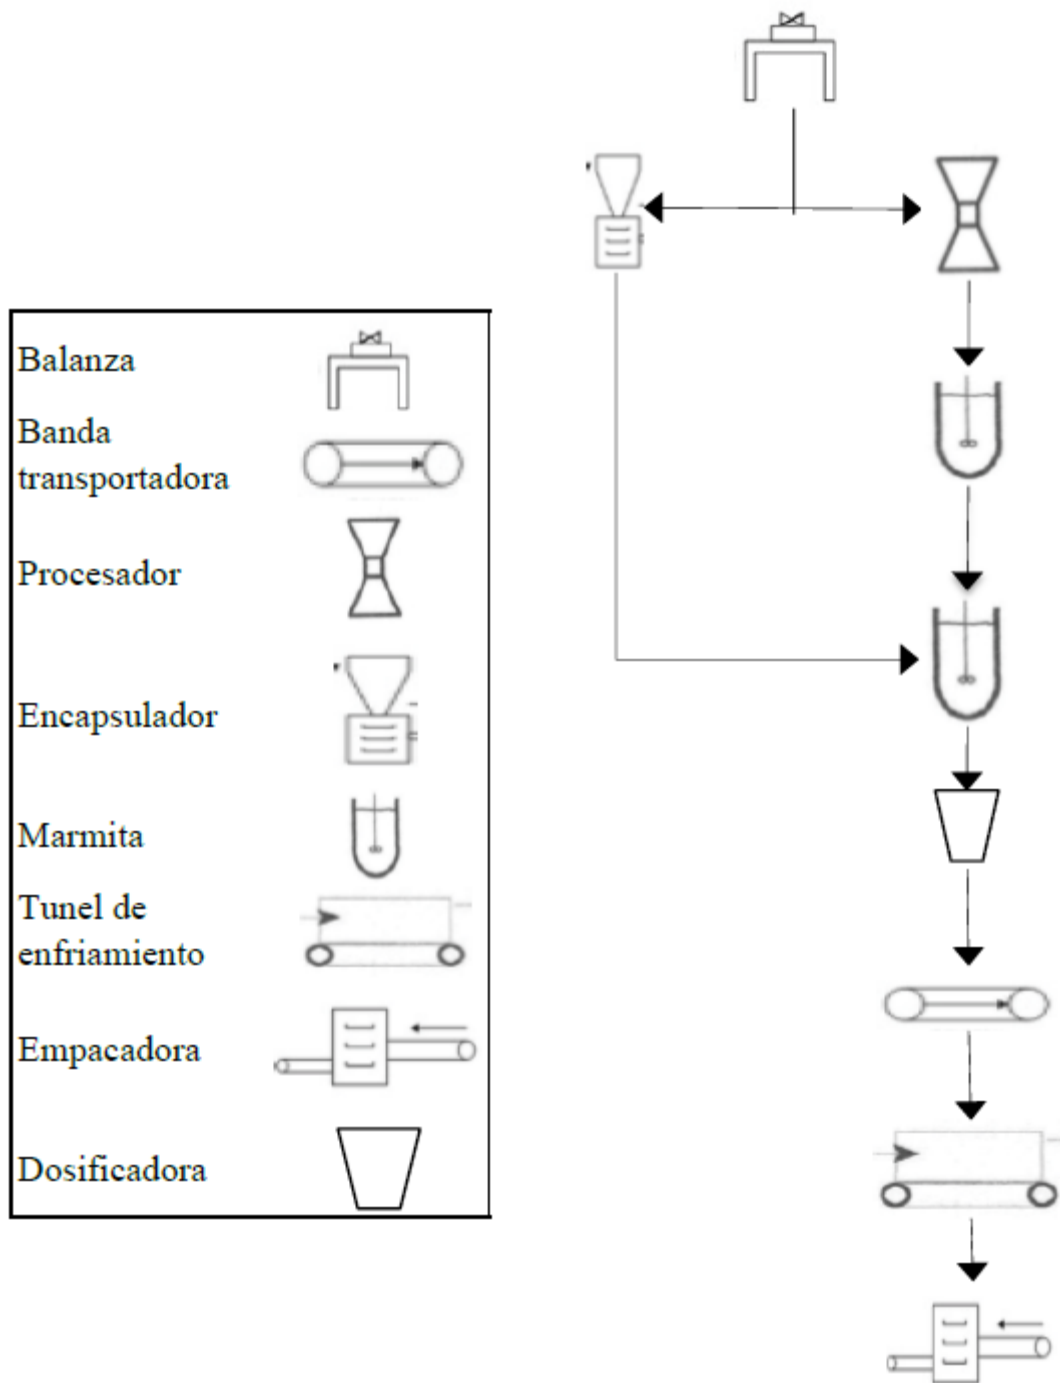 Balanza
Banda
transportadora
Procesador
Encapsulador
Marmita
Tunel de
enfriamiento
Empacadora
Dosificadora